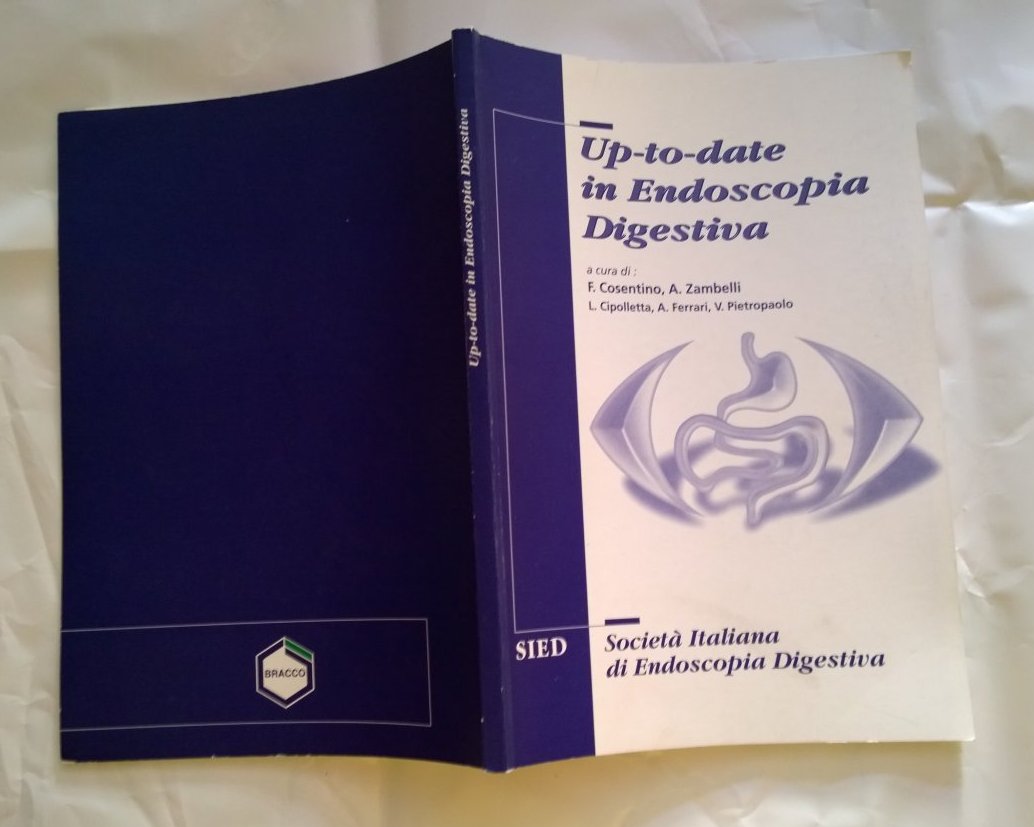 BRACCO
Up-to-date in Endoscopia Digestiva
Up-to-date
in Endoscopia
Digestiva
a cura di :
F. Cosentino, A. Zambelli
L. Cipolletta, A. Ferrari, V. Pietropaolo
SIED
Società Italiana
di Endoscopia Digestiva